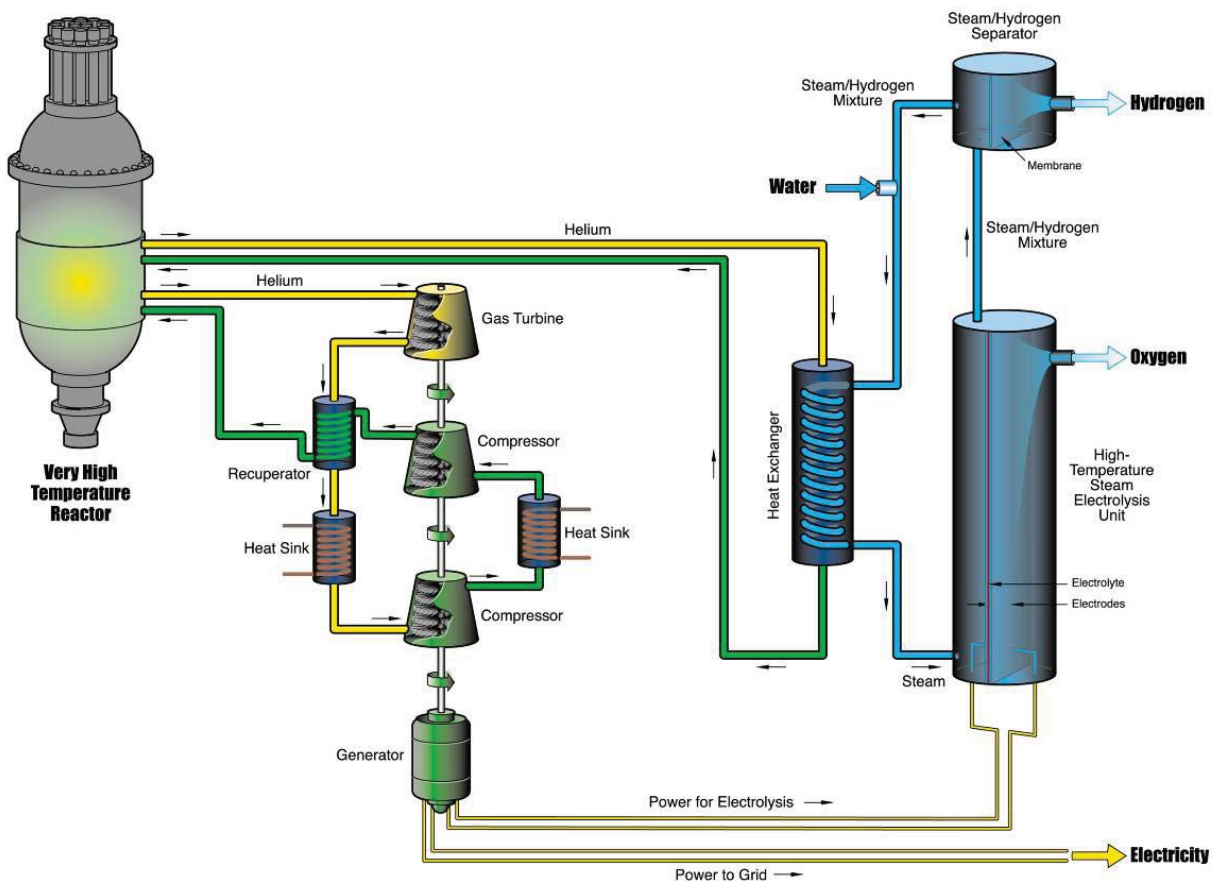 Steam/Hydrogen
Separator
Steam/Hydrogen
Mixture
Hydrogen
Membrane
Water
Steam/Hydrogen
Mixture
Helium
Helium
Gas Turbine
Oxygen
Very High
Temperature
Reactor
Recuperator
Compressor
Heat Exchanger
High-
Temperature
Steam
Electrolysis
Unit
Heat Sink
Heat Sink
Electrolyte
Electrodes
Compressor
Steam
Generator
Power for Electrolysis
Electricity
Power to Grid